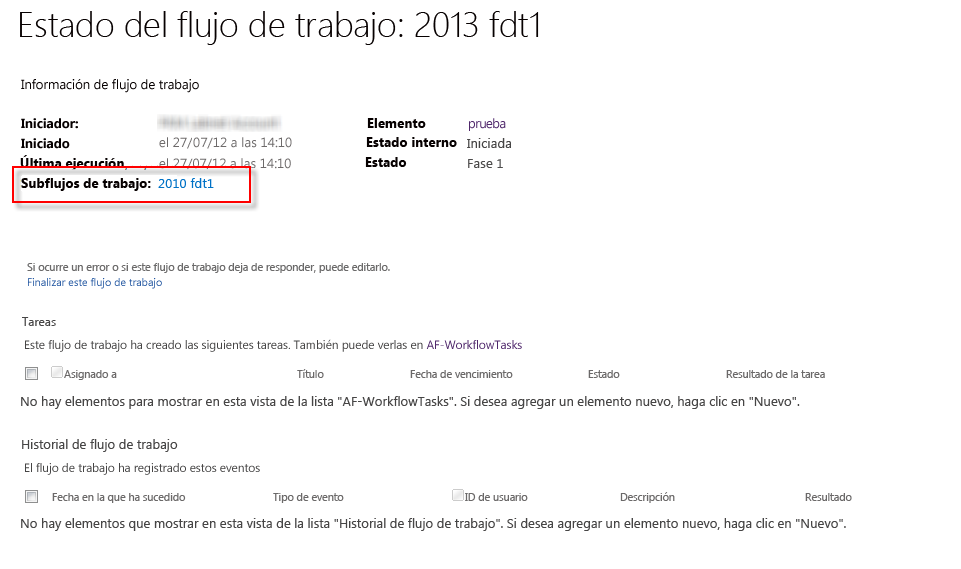 Estado del flujo de trabajo: 2013 fdt1
Información de flujo de trabajo
Iniciador:
Elemento prueba
Iniciado el 27/07/12 a las 14:10
Estado interno Iniciada
Última ejecución el 27/07/12 a las 14:10
Estado Fase 1
Subflujos de trabajo: 2010 fdt1
Si ocurre un error o si este flujo de trabajo deja de responder, puede editarlo.
Finalizar este flujo de trabajo
Tareas
Este flujo de trabajo ha creado las siguientes tareas. También puede verlas en AF-WorkflowTasks
Asignado a Título Fecha de vencimiento Estado Resultado de la tarea
No hay elementos para mostrar en esta vista de la lista "AF-WorkflowTasks". Si desea agregar un elemento nuevo, haga clic en "Nuevo".
Historial de flujo de trabajo
El flujo de trabajo ha registrado estos eventos
Fecha en la que ha sucedido Tipo de evento ID de usuario Descripción Resultado
No hay elementos que mostrar en esta vista de la lista "Historial de flujo de trabajo". Si desea agregar un elemento nuevo, haga clic en "Nuevo".